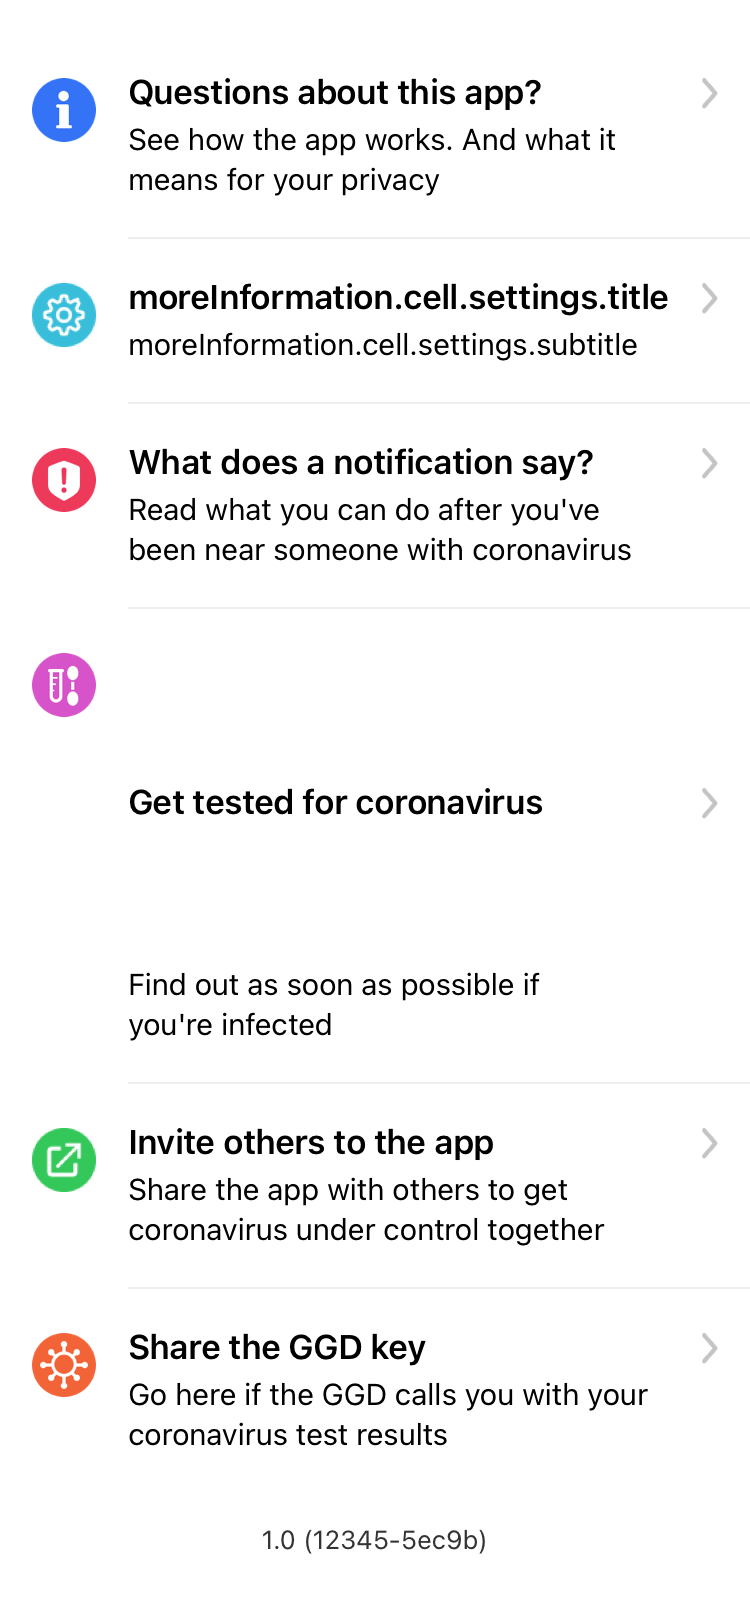 Questions about this app?
See how the app works. And what it
means for your privacy
moreInformation.cell.settings.title
moreInformation.cell.settings.subtitle
What does a notification say?
Read what you can do after you've
been near someone with coronavirus
Get tested for coronavirus
Find out as soon as possible if
you're infected
Invite others to the app
Share the app with others to get
coronavirus under control together
Share the GGD key
Go here if the GGD calls you with your
coronavirus test results
1.0 (12345-5ec9b)